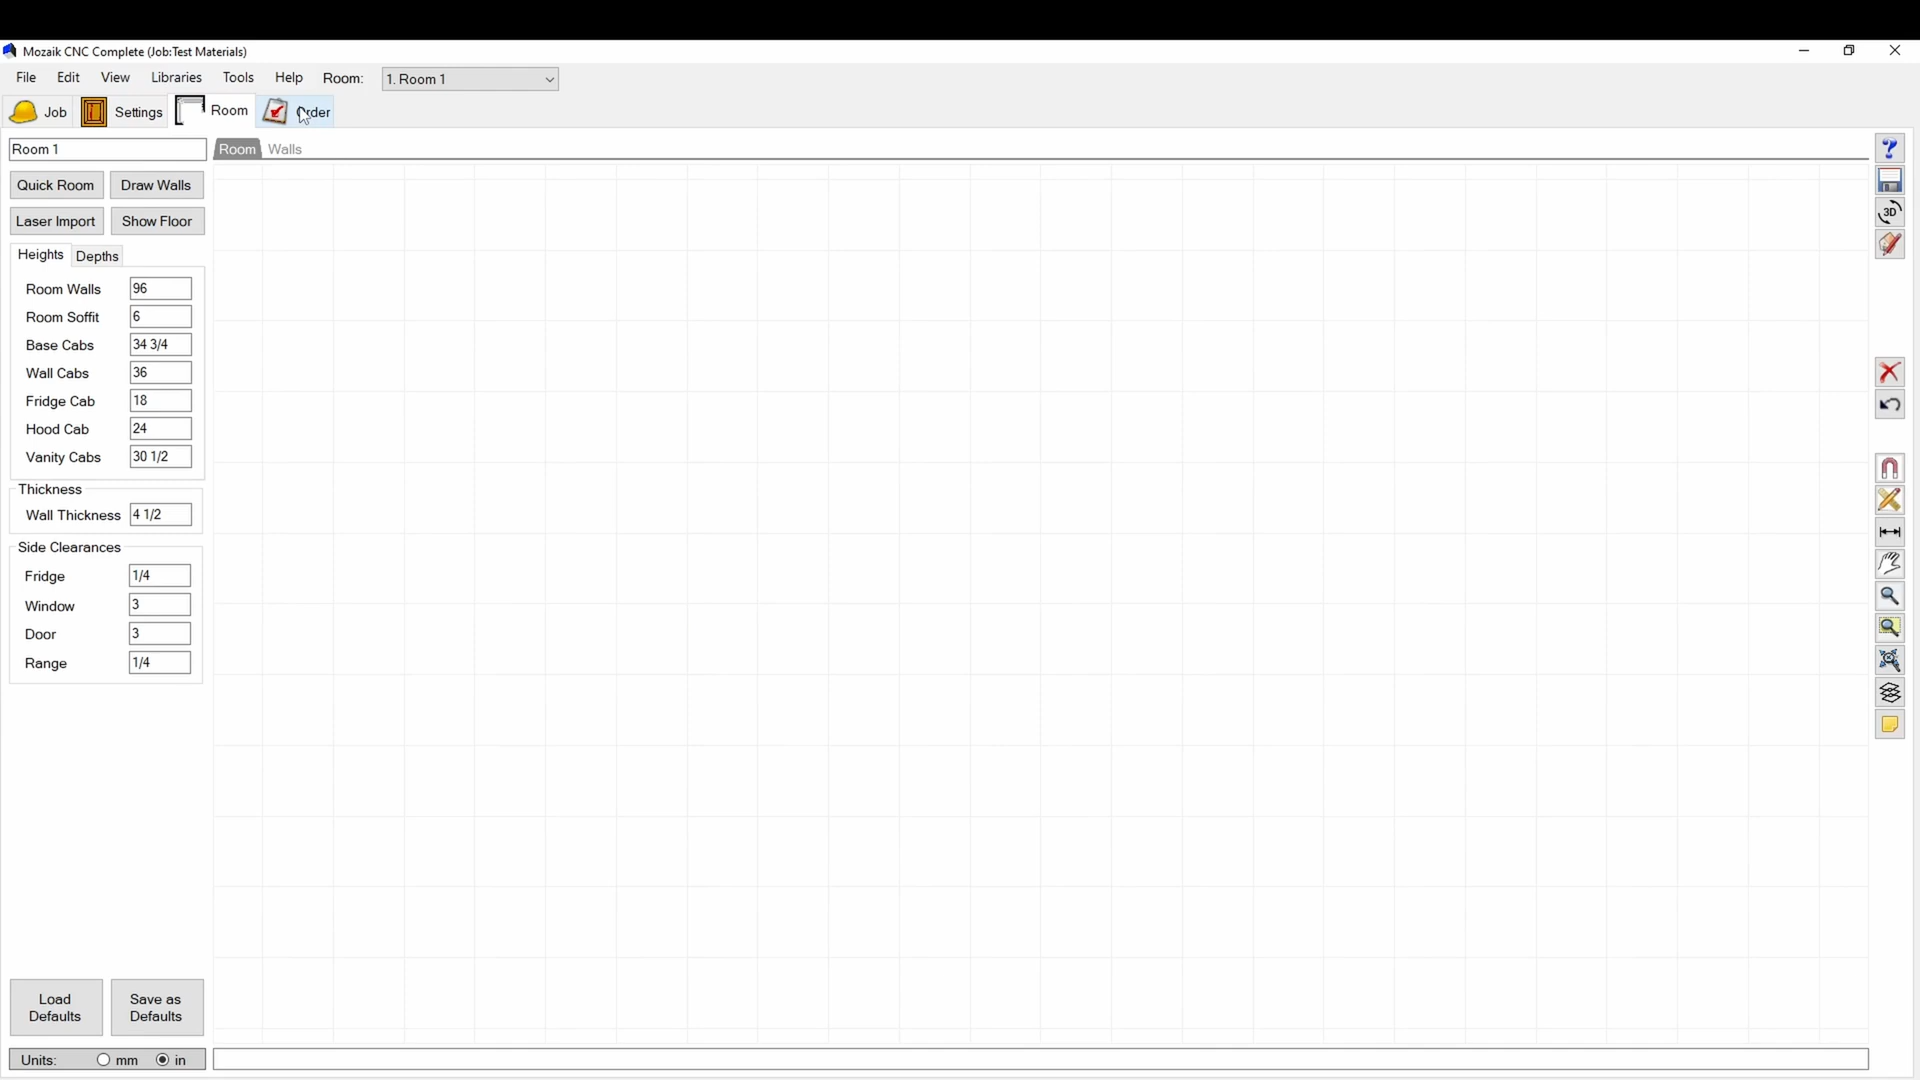 Mozaik CNC Complete (Job:Test Materials)
File Edit View Libraries Tools Help Room: 1. Room 1
Job Settings Room Order
Room 1
Room Walls
Quick Room Draw Walls
Laser Import Show Floor
Heights Depths
Room Walls 96
Room Soffit 6
Base Cabs 34 3/4
Wall Cabs 36
Fridge Cab 18
Hood Cab 24
Vanity Cabs 30 1/2
Thickness
Wall Thickness 4 1/2
Side Clearances
Fridge 1/4
Window 3
Door 3
Range 1/4
Load Defaults
Save as Defaults
Units: mm in
3D